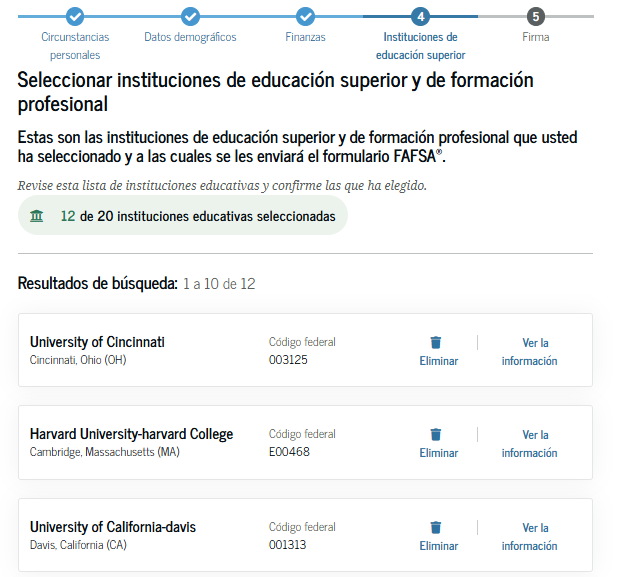 4
5
Circunstancias
personales
Datos demográficos
Finanzas
Instituciones de
educación superior
Firma
Seleccionar instituciones de educación superior y de formación
profesional
Estas son las instituciones de educación superior y de formación profesional que usted
ha seleccionado y a las cuales se les enviará el formulario FAFSA®.
Revise esta lista de instituciones educativas y confirme las que ha elegido.
12 de 20 instituciones educativas seleccionadas
Resultados de búsqueda: 1 a 10 de 12
University of Cincinnati
Cincinnati, Ohio (OH)
Código federal
003125
Eliminar
Ver la
información
Harvard University-harvard College
Cambridge, Massachusetts (MA)
Código federal
E00468
Eliminar
Ver la
información
University of California-davis
Davis, California (CA)
Código federal
001313
Eliminar
Ver la
información